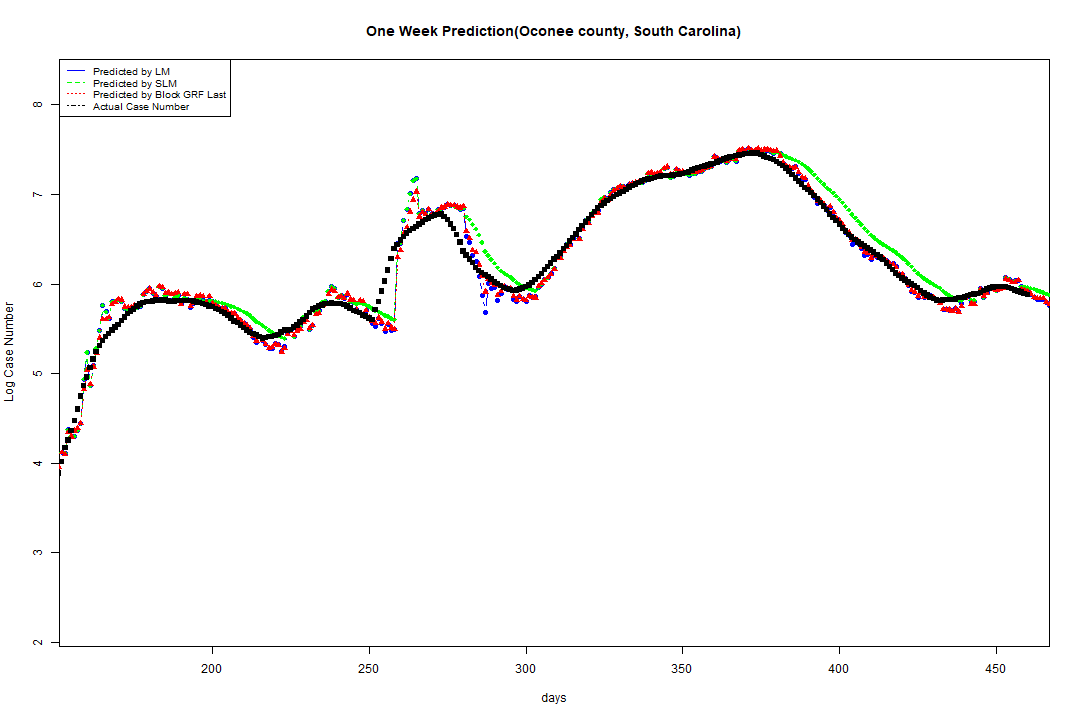 One Week Prediction(Oconee county, South Carolina)
Predicted by LM
Predicted by SLM
Predicted by Block GRF Last
Actual Case Number
8
7
6
5
4
3
2
Log Case Number
200 250 300 350 400 450
days